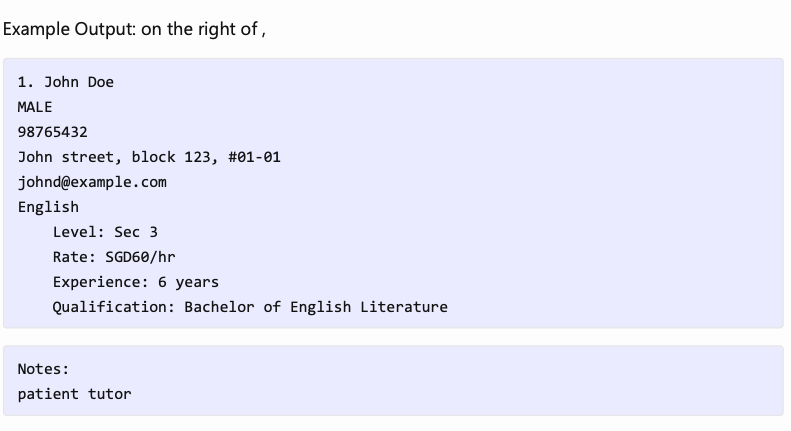 Example Output: on the right of ,
1. John Doe
MALE
98765432
John street, block 123, #01-01
johnd@example.com
English
    Level: Sec 3
    Rate: SGD60/hr
    Experience: 6 years
    Qualification: Bachelor of English Literature
Notes:
patient tutor